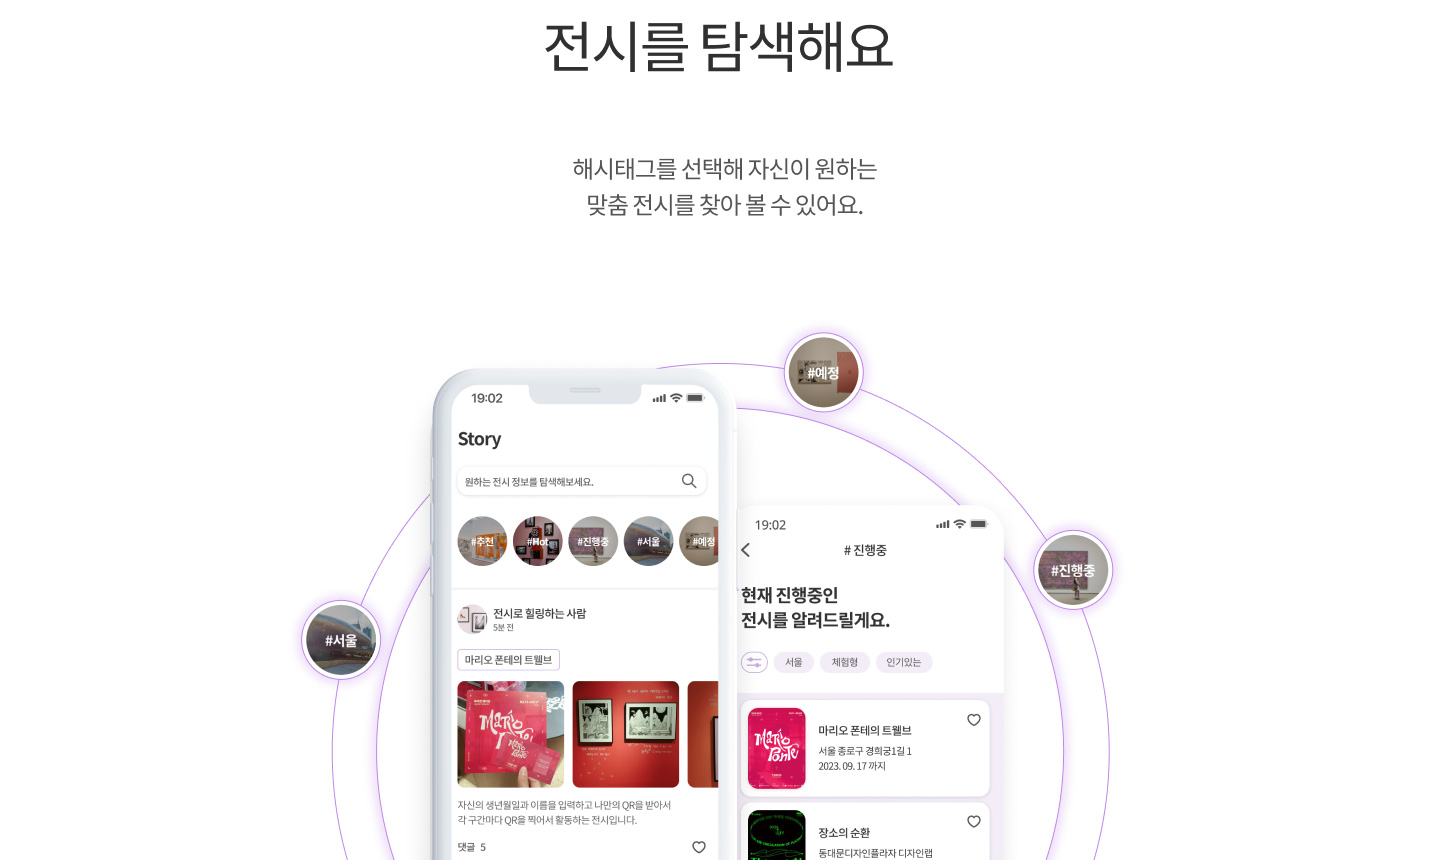 전시를 탐색해요
해시태그를 선택해 자신이 원하는
맞춤 전시를 찾아 볼 수 있어요.
#예정
#진행중
#서울
19:02
Story
원하는 전시 정보를 탐색해보세요.
#추천
#Hot
#진행중
#서울
#예정
전시로 힐링하는 사람
5분 전
마리오 폰테의 트웰브
자신의 생년월일과 이름을 입력하고 나만의 QR을 받아서
각 구간마다 QR을 찍어서 활동하는 전시입니다.
댓글 5
19:02
# 진행중
현재 진행중인
전시를 알려드릴게요.
서울
체험형
인기있는
마리오 폰테의 트웰브
서울 종로구 경희궁1길 1
2023. 09. 17 까지
장소의 순환
동대문디자인플라자 디자인랩